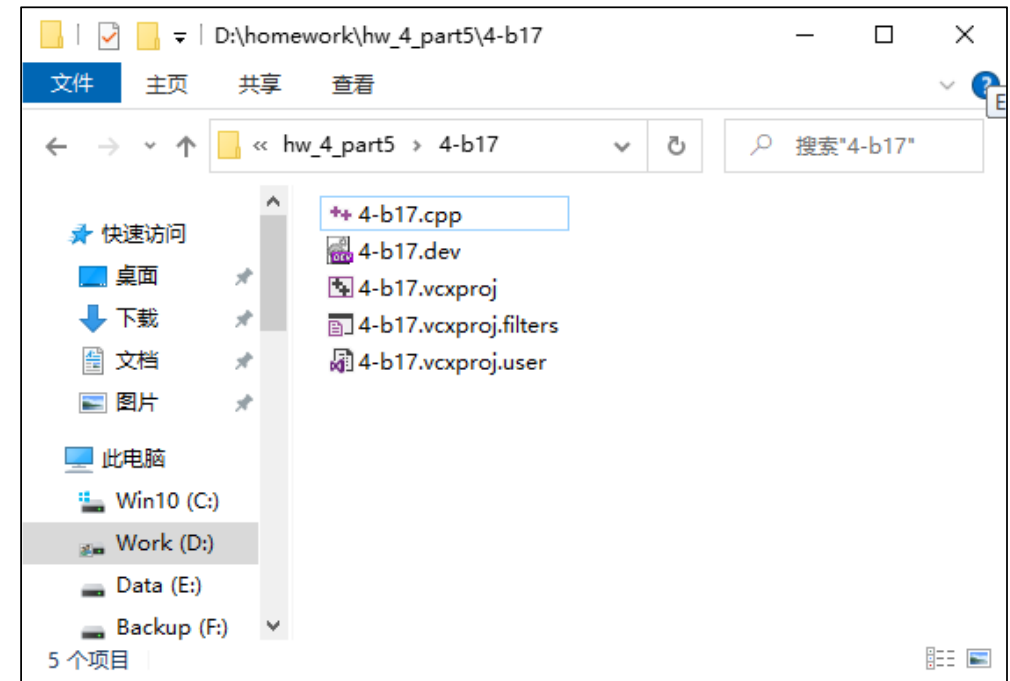 D:\homework\hw_4_part5\4-b17
文件 主页 共享 查看 ?
E
« hw_4_part5 › 4-b17 搜索"4-b17"
快速访问
桌面
下载
文档
图片
此电脑
Win10 (C:)
Work (D:)
Data (E:)
Backup (F:)
4-b17.cpp
4-b17.dev
4-b17.vcxproj
4-b17.vcxproj.filters
4-b17.vcxproj.user
5 个项目